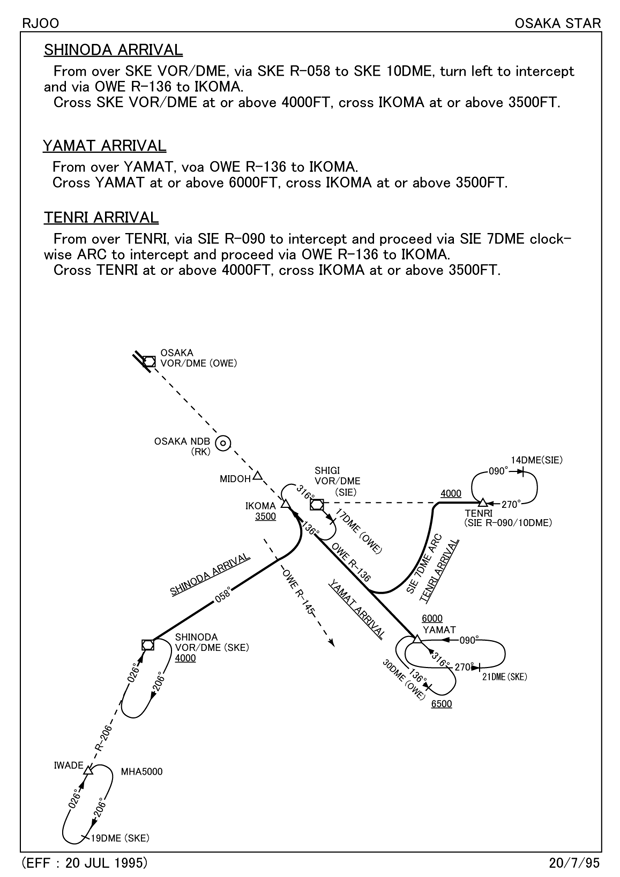 RJOO
OSAKA STAR
SHINODA ARRIVAL
From over SKE VOR/DME, via SKE R-058 to SKE 10DME, turn left to intercept
and via OWE R-136 to IKOMA.
Cross SKE VOR/DME at or above 4000FT, cross IKOMA at or above 3500FT.
YAMAT ARRIVAL
From over YAMAT, voa OWE R-136 to IKOMA.
Cross YAMAT at or above 6000FT, cross IKOMA at or above 3500FT.
TENRI ARRIVAL
From over TENRI, via SIE R-090 to intercept and proceed via SIE 7DME clock-
wise ARC to intercept and proceed via OWE R-136 to IKOMA.
Cross TENRI at or above 4000FT, cross IKOMA at or above 3500FT.
OSAKA
VOR/DME (OWE)
OSAKA NDB
(RK)
MIDOH
SHIGI
VOR/DME
(SIE)
14DME(SIE)
090°
270°
4000
TENRI
(SIE R-090/10DME)
IKOMA
3500
316°
136°
17DME (OWE)
OWE R-136
SIE 7DME ARC
TENRI ARRIVAL
SHINODA ARRIVAL
058°
OWE R-145
YAMAT ARRIVAL
6000
YAMAT
090°
316°
270°
21DME (SKE)
136°
30DME (OWE)
6500
SHINODA
VOR/DME (SKE)
4000
026°
206°
R-206
IWADE
MHA5000
026°
206°
19DME (SKE)
(EFF : 20 JUL 1995)
20/7/95